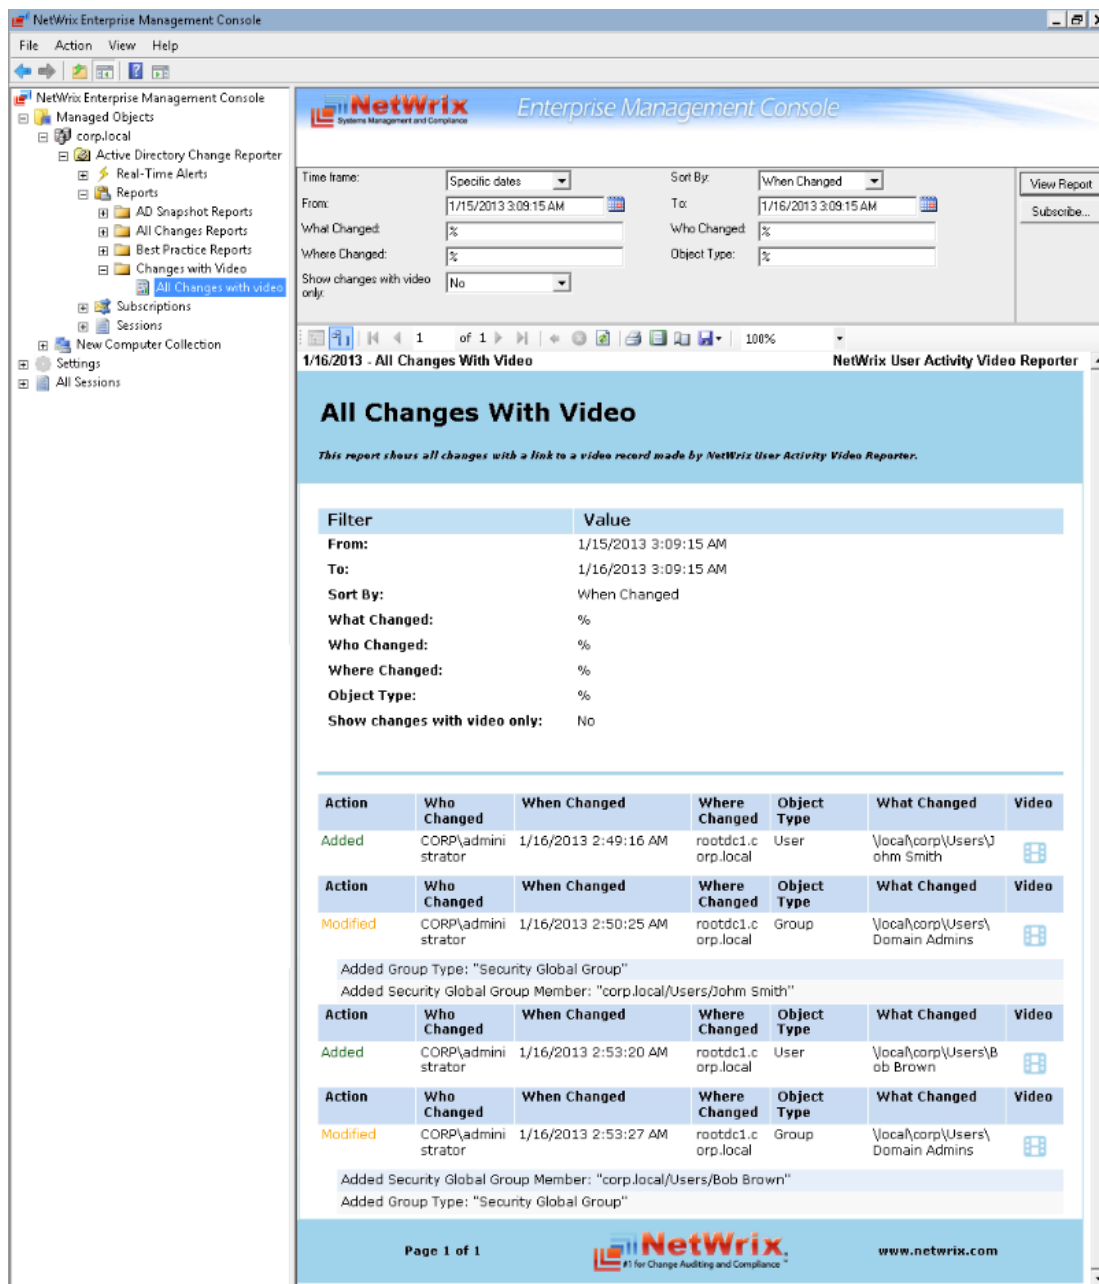 NetWrix Enterprise Management Console
File Action View Help
NetWrix Enterprise Management Console
Managed Objects
corp.local
Active Directory Change Reporter
Real-Time Alerts
Reports
AD Snapshot Reports
All Changes Reports
Best Practice Reports
Changes with Video
All Changes with video
Subscriptions
Sessions
New Computer Collection
Settings
All Sessions
NetWrix
Systems Management and Compliance
Enterprise Management Console
Time frame: Specific dates Sort By: When Changed View Report
From: 1/15/2013 3:09:15 AM To: 1/16/2013 3:09:15 AM Subscribe...
What Changed: % Who Changed: %
Where Changed: % Object Type: %
Show changes with video only: No
1 of 1 100%
1/16/2013 - All Changes With Video NetWrix User Activity Video Reporter
All Changes With Video
This report shows all changes with a link to a video record made by NetWrix User Activity Video Reporter.
Filter Value
From: 1/15/2013 3:09:15 AM
To: 1/16/2013 3:09:15 AM
Sort By: When Changed
What Changed: %
Who Changed: %
Where Changed: %
Object Type: %
Show changes with video only: No
Action Who Changed When Changed Where Changed Object Type What Changed Video
Added CORP\administrator 1/16/2013 2:49:16 AM rootdc1.corp.local User \local\corp\Users\Johm Smith
Action Who Changed When Changed Where Changed Object Type What Changed Video
Modified CORP\administrator 1/16/2013 2:50:25 AM rootdc1.corp.local Group \local\corp\Users\Domain Admins
Added Group Type: "Security Global Group"
Added Security Global Group Member: "corp.local/Users/Johm Smith"
Action Who Changed When Changed Where Changed Object Type What Changed Video
Added CORP\administrator 1/16/2013 2:53:20 AM rootdc1.corp.local User \local\corp\Users\Bob Brown
Action Who Changed When Changed Where Changed Object Type What Changed Video
Modified CORP\administrator 1/16/2013 2:53:27 AM rootdc1.corp.local Group \local\corp\Users\Domain Admins
Added Security Global Group Member: "corp.local/Users/Bob Brown"
Added Group Type: "Security Global Group"
Page 1 of 1 NetWrix www.netwrix.com
#1 for Change Auditing and Compliance